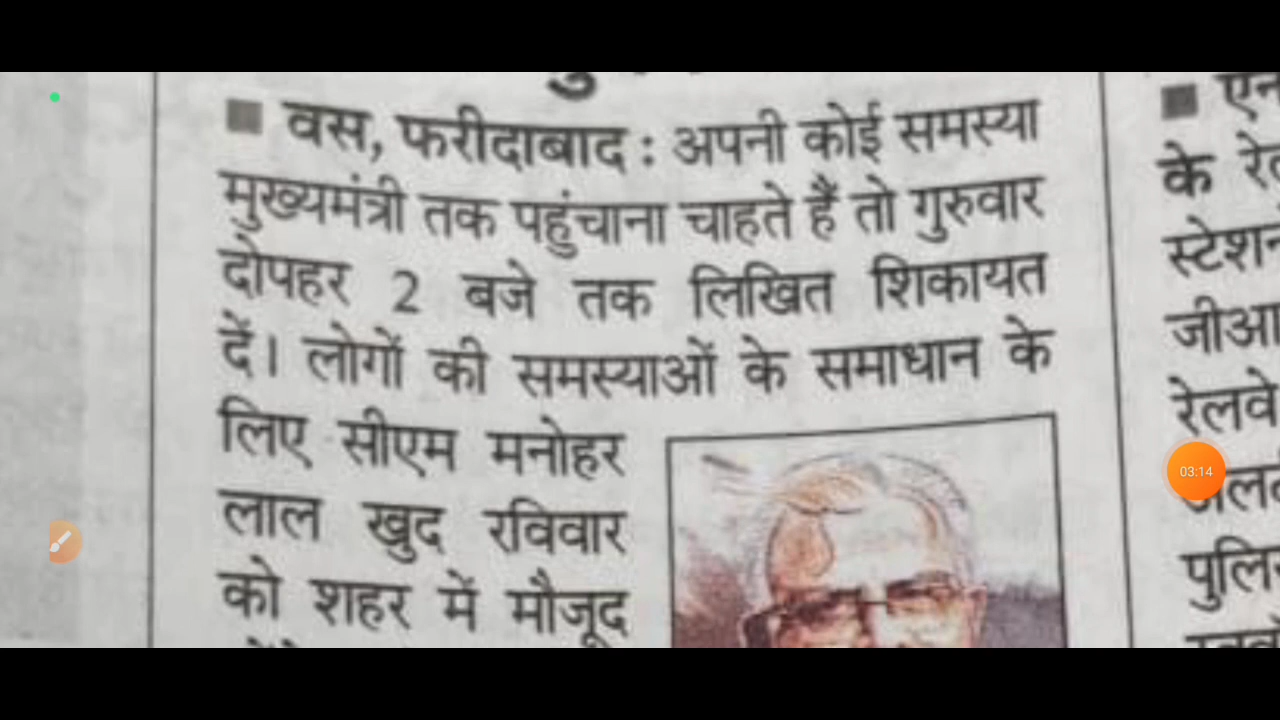 ■ वस, फरीदाबाद : अपनी कोई समस्या
मुख्यमंत्री तक पहुंचाना चाहते हैं तो गुरुवार
दोपहर 2 बजे तक लिखित शिकायत
दें। लोगों की समस्याओं के समाधान के
लिए सीएम मनोहर
लाल खुद रविवार
को शहर में मौजूद
■
के
जीआ
रेलवे
03:14